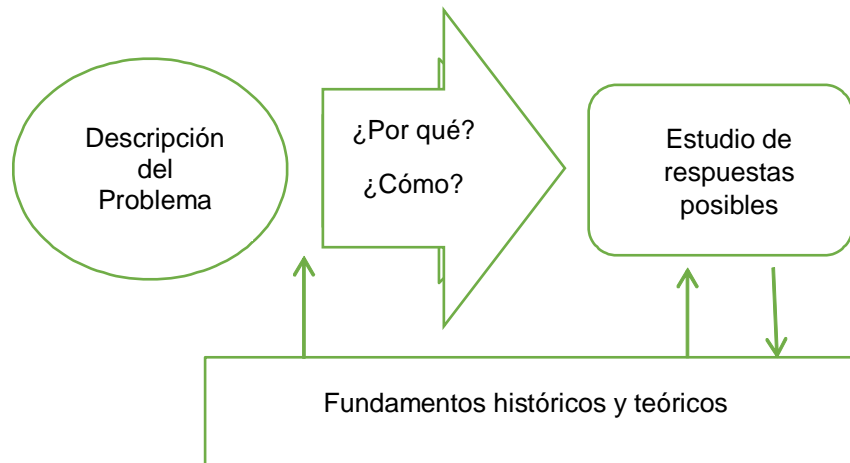 Descripción
del
Problema
¿Por qué?
¿Cómo?
Estudio de
respuestas
posibles
Fundamentos históricos y teóricos